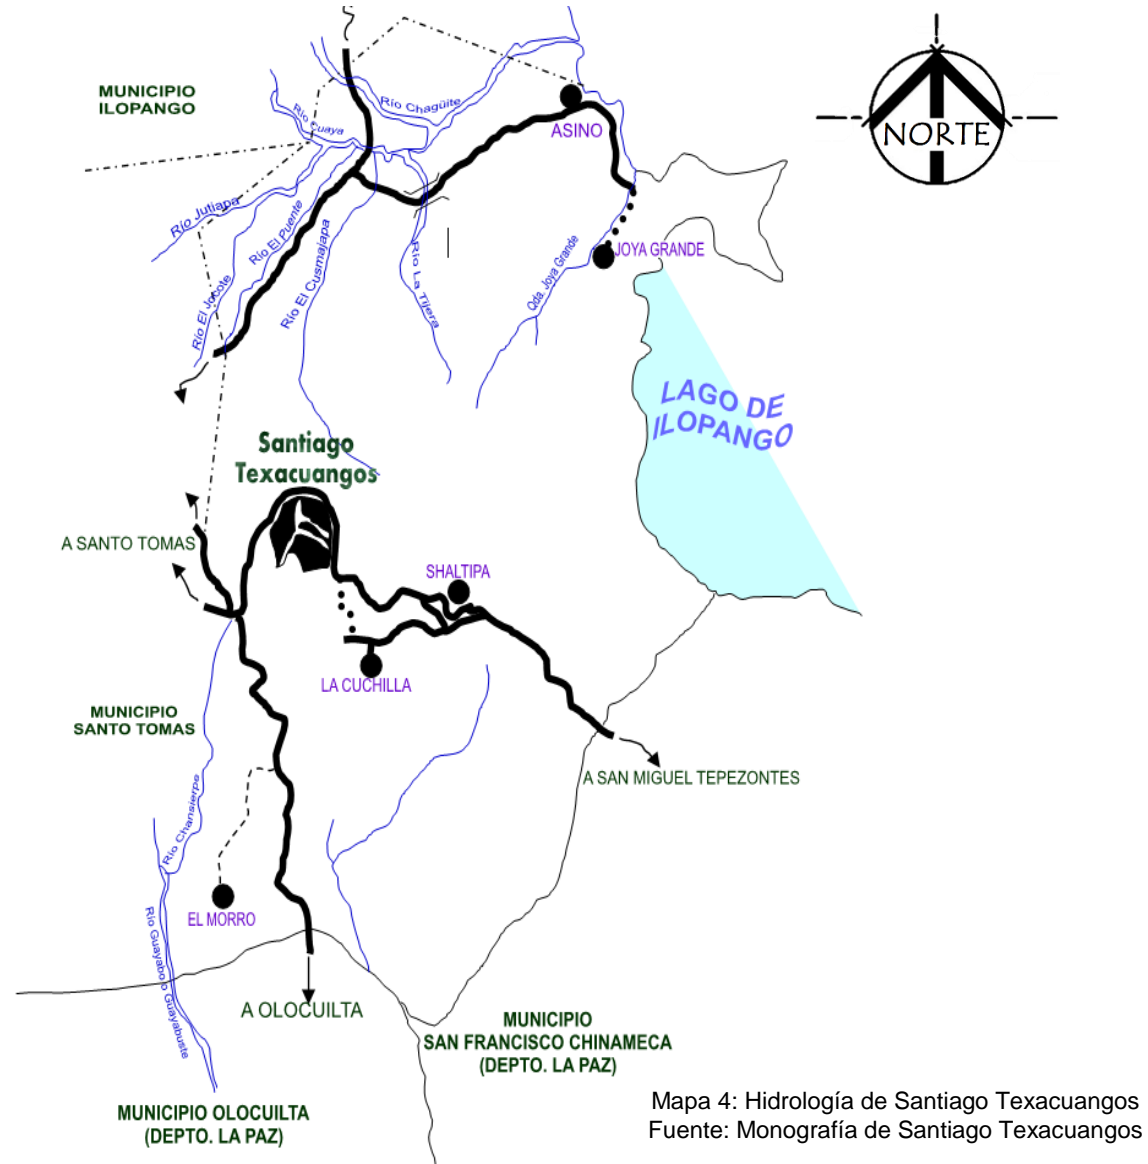 MUNICIPIO
ILOPANGO
Río Chagüite
Río Cuaya
ASINO
NORTE
Río Jutiapa
Río El Puente
Río El Cusmajapa
Río La Tijera
Qda. Joya Grande
JOYA GRANDE
Río El Jocote
LAGO DE
ILOPANGO
Santiago
Texacuangos
A SANTO TOMAS
SHALTIPA
LA CUCHILLA
MUNICIPIO
SANTO TOMAS
A SAN MIGUEL TEPEZONTES
Río Chansierpe
EL MORRO
Río Guayabo o Guayabuste
A OLOCUILTA
MUNICIPIO
SAN FRANCISCO CHINAMECA
(DEPTO. LA PAZ)
MUNICIPIO OLOCUILTA
(DEPTO. LA PAZ)
Mapa 4: Hidrología de Santiago Texacuangos
Fuente: Monografía de Santiago Texacuangos